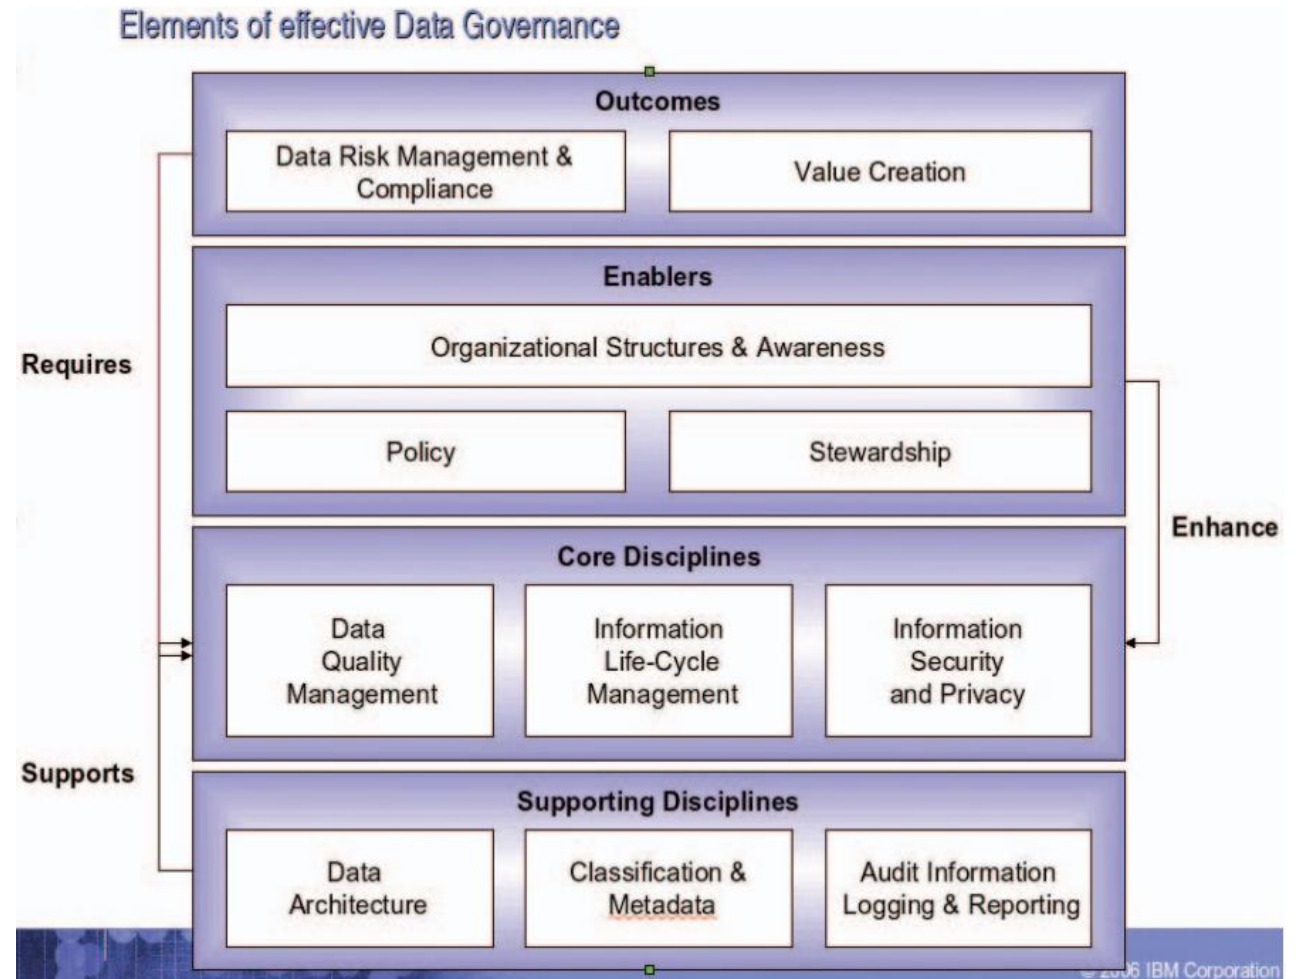 Elements of effective Data Governance
Outcomes
Data Risk Management &
Compliance
Value Creation
Enablers
Organizational Structures & Awareness
Requires
Policy
Stewardship
Enhance
Core Disciplines
Data
Quality
Management
Information
Life-Cycle
Management
Information
Security
and Privacy
Supports
Supporting Disciplines
Data
Architecture
Classification &
Metadata
Audit Information
Logging & Reporting
© 2006 IBM Corporation